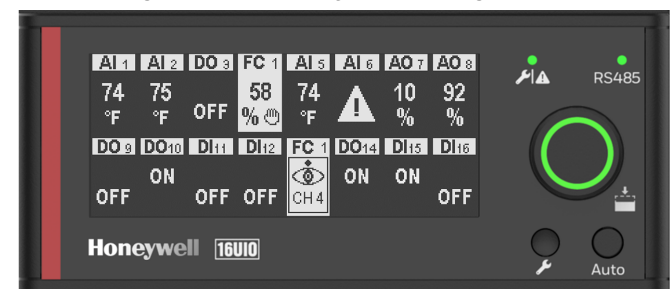 AI 1 AI 2 DO 3 FC 1 AI 5 AI 6 AO 7 AO 8
74 75 OFF 58 74 10 92
°F °F % °F % %
DO 9 DO10 DI11 DI12 FC 1 DO14 DI15 DI16
OFF ON OFF OFF CH4 ON ON OFF
RS485
Honeywell 16UIO
Auto